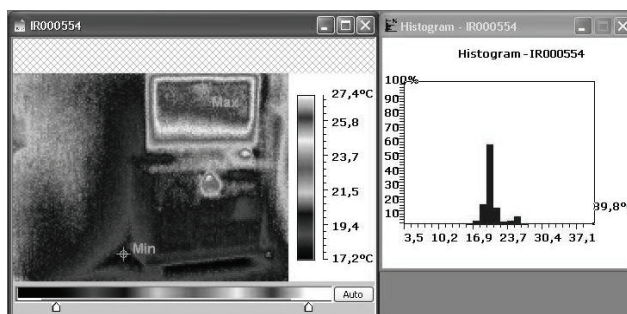 IR000554
Max
Min
27,4°C
25,8
23,7
21,5
19,4
17,2°C
Auto
Histogram - IR000554
Histogram - IR000554
100%
90
80
70
60
50
40
30
20
10
39,8°
3,5 10,2 16,9 23,7 30,4 37,1